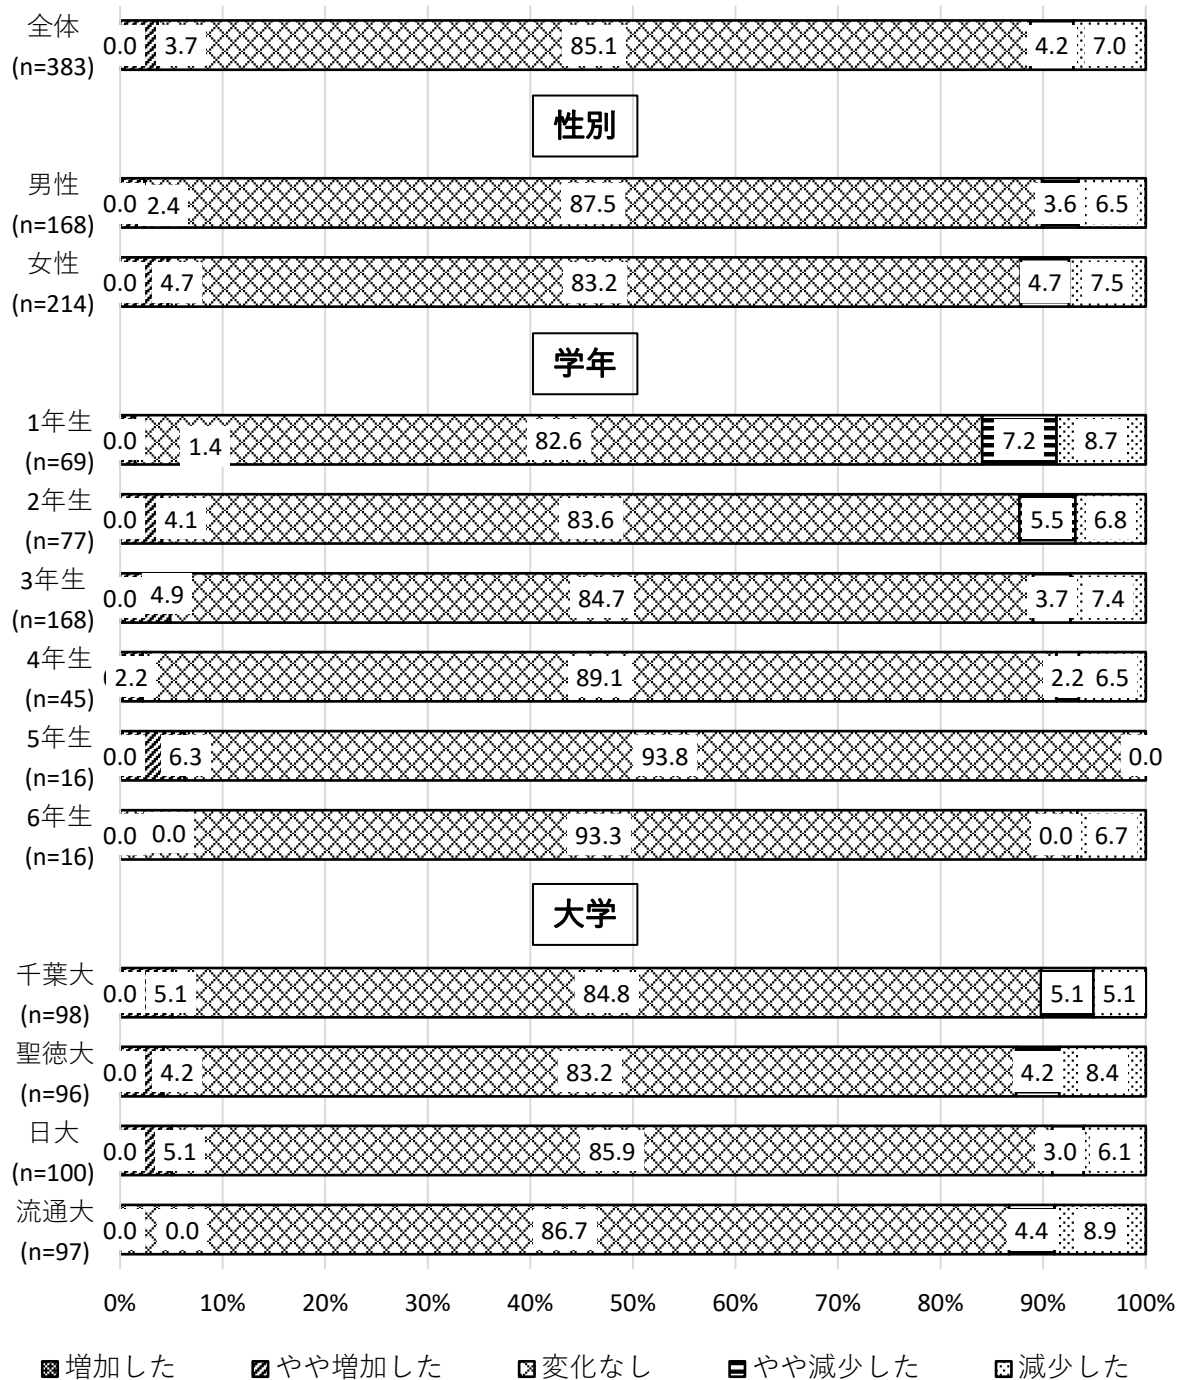 全体
(n=383)
0.0 3.7 85.1 4.2 7.0
性別
男性
(n=168)
0.0 2.4 87.5 3.6 6.5
女性
(n=214)
0.0 4.7 83.2 4.7 7.5
学年
1年生
(n=69)
0.0 1.4 82.6 7.2 8.7
2年生
(n=77)
0.0 4.1 83.6 5.5 6.8
3年生
(n=168)
0.0 4.9 84.7 3.7 7.4
4年生
(n=45)
2.2 89.1 2.2 6.5
5年生
(n=16)
0.0 6.3 93.8 0.0
6年生
(n=16)
0.0 0.0 93.3 0.0 6.7
大学
千葉大
(n=98)
0.0 5.1 84.8 5.1 5.1
聖徳大
(n=96)
0.0 4.2 83.2 4.2 8.4
日大
(n=100)
0.0 5.1 85.9 3.0 6.1
流通大
(n=97)
0.0 0.0 86.7 4.4 8.9
0% 10% 20% 30% 40% 50% 60% 70% 80% 90% 100%
増加した やや増加した 変化なし やや減少した 減少した